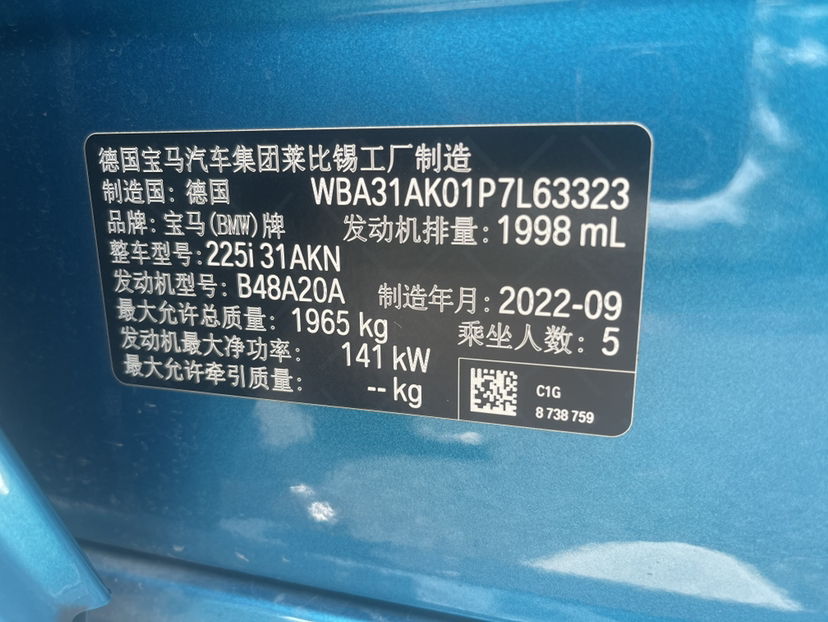 德国宝马汽车集团莱比锡工厂制造
制造国：德国 WBA31AK01P7L63323
品牌：宝马(BMW)牌 发动机排量：1998 mL
整车型号：225i 31AKN
发动机型号：B48A20A 制造年月：2022-09
最大允许总质量：1965 kg 乘坐人数：5
发动机最大净功率：141 kW
最大允许牵引质量：-- kg
C1G
8 738 759